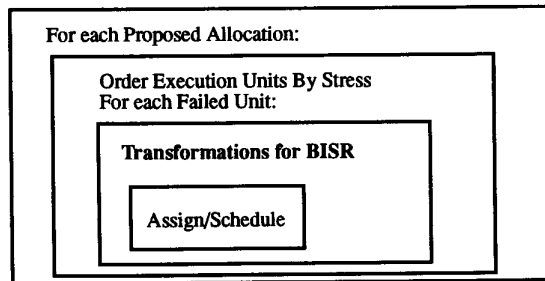 For each Proposed Allocation:
Order Execution Units By Stress
For each Failed Unit:
Transformations for BISR
Assign/Schedule